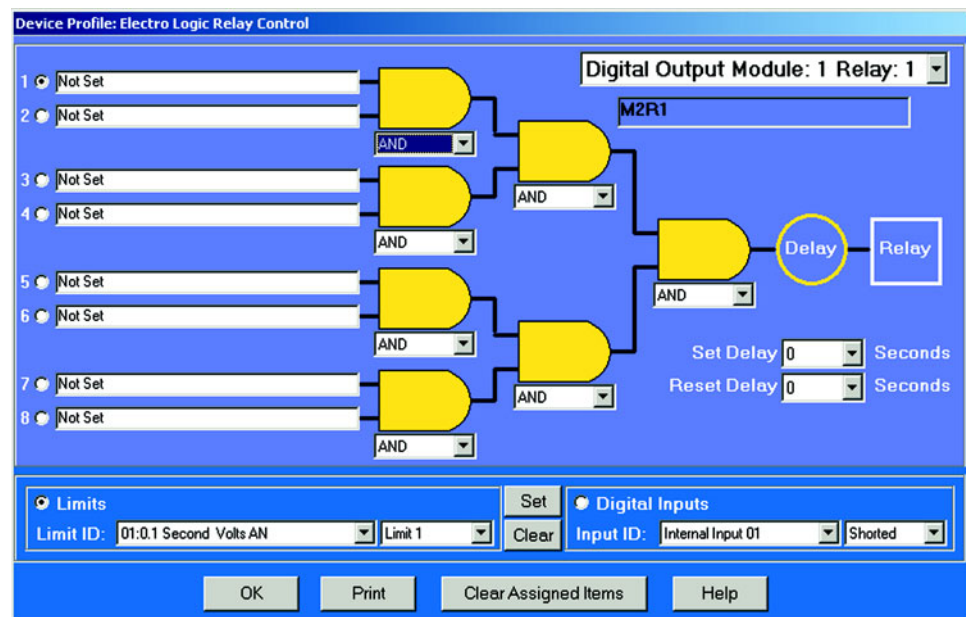 Device Profile: Electro Logic Relay Control
Digital Output Module: 1 Relay: 1
M2R1
1 Not Set
2 Not Set
AND
AND
3 Not Set
4 Not Set
AND
AND
Delay
Relay
5 Not Set
6 Not Set
AND
AND
7 Not Set
8 Not Set
AND
Set Delay 0 Seconds
Reset Delay 0 Seconds
Limits
Limit ID: 01:0.1 Second Volts AN Limit 1
Set
Clear
Digital Inputs
Input ID: Internal Input 01 Shorted
OK Print Clear Assigned Items Help